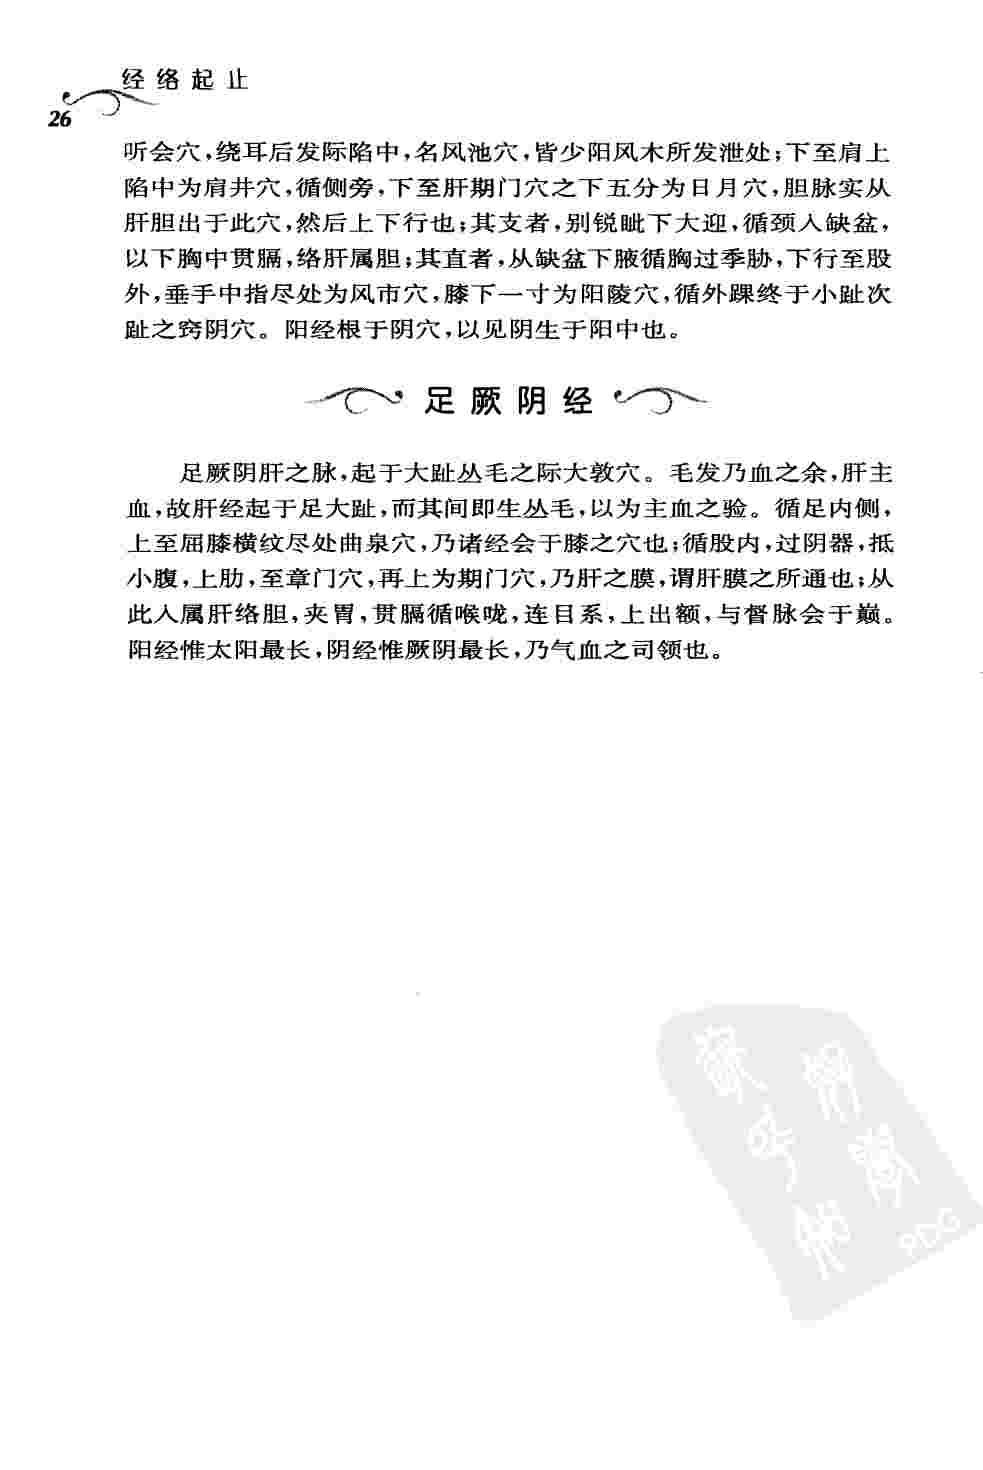 经络起止
26
听会穴,绕耳后发际陷中,名风池穴,皆少阳风木所发泄处;下至肩上
陷中为肩井穴,循侧旁,下至肝期门穴之下五分为日月穴,胆脉实从
肝胆出于此穴,然后上下行也;其支者,别锐眦下大迎,循颈入缺盆,
以下胸中贯膈,络肝属胆;其直者,从缺盆下腋循胸过季胁,下行至股
外,垂手中指尽处为风市穴,膝下一寸为阳陵穴,循外踝终于小趾次
趾之窍阴穴。阳经根于阴穴,以见阴生于阳中也。
足厥阴经
足厥阴肝之脉,起于大趾丛毛之际大敦穴。毛发乃血之余,肝主
血,故肝经起于足大趾,而其间即生丛毛,以为主血之验。循足内侧,
上至屈膝横纹尽处曲泉穴,乃诸经会于膝之穴也;循股内,过阴器,抵
小腹,上肋,至章门穴,再上为期门穴,乃肝之膜,谓肝膜之所通也;从
此入属肝络胆,夹胃,贯膈循喉咙,连目系,上出额,与督脉会于巅。
阳经惟太阳最长,阴经惟厥阴最长,乃气血之司领也。
PDG